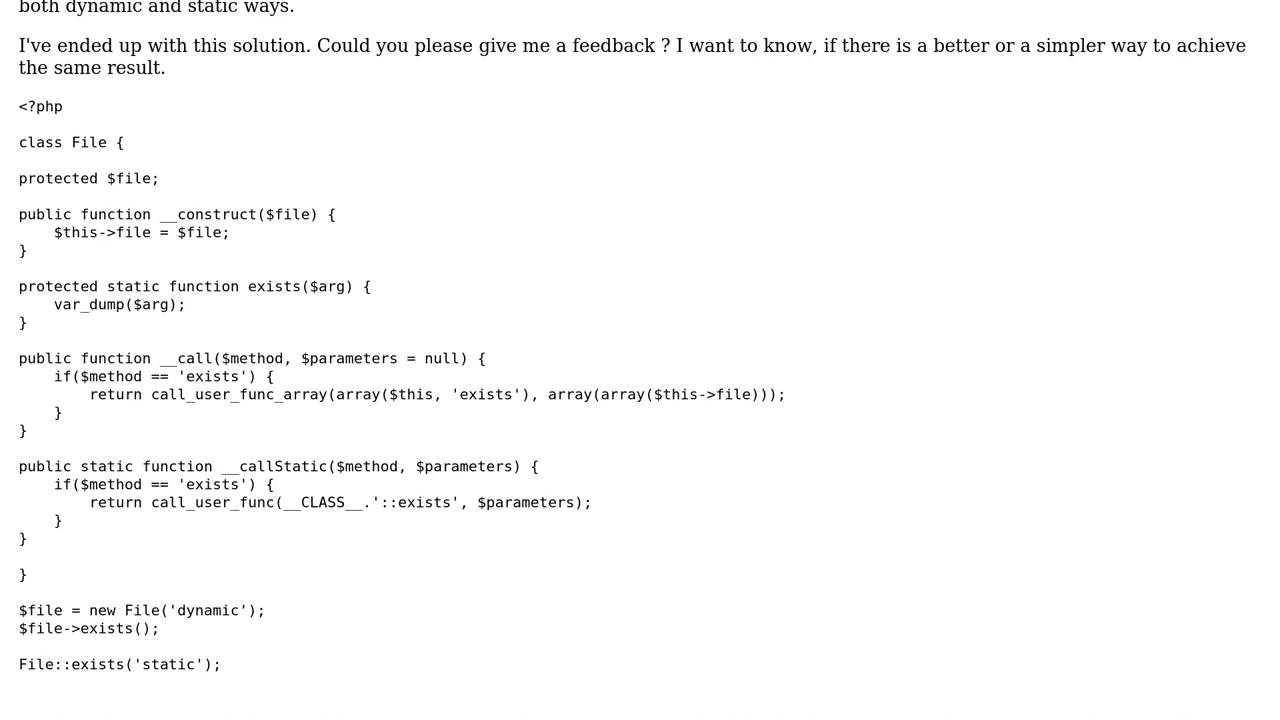 both dynamic and static ways.
I've ended up with this solution. Could you please give me a feedback ? I want to know, if there is a better or a simpler way to achieve
the same result.
<?php
class File {
protected $file;
public function __construct($file) {
    $this->file = $file;
}
protected static function exists($arg) {
    var_dump($arg);
}
public function __call($method, $parameters = null) {
    if($method == 'exists') {
        return call_user_func_array(array($this, 'exists'), array(array($this->file)));
    }
}
public static function __callStatic($method, $parameters) {
    if($method == 'exists') {
        return call_user_func(__CLASS__.'::exists', $parameters);
    }
}
}
$file = new File('dynamic');
$file->exists();
File::exists('static');